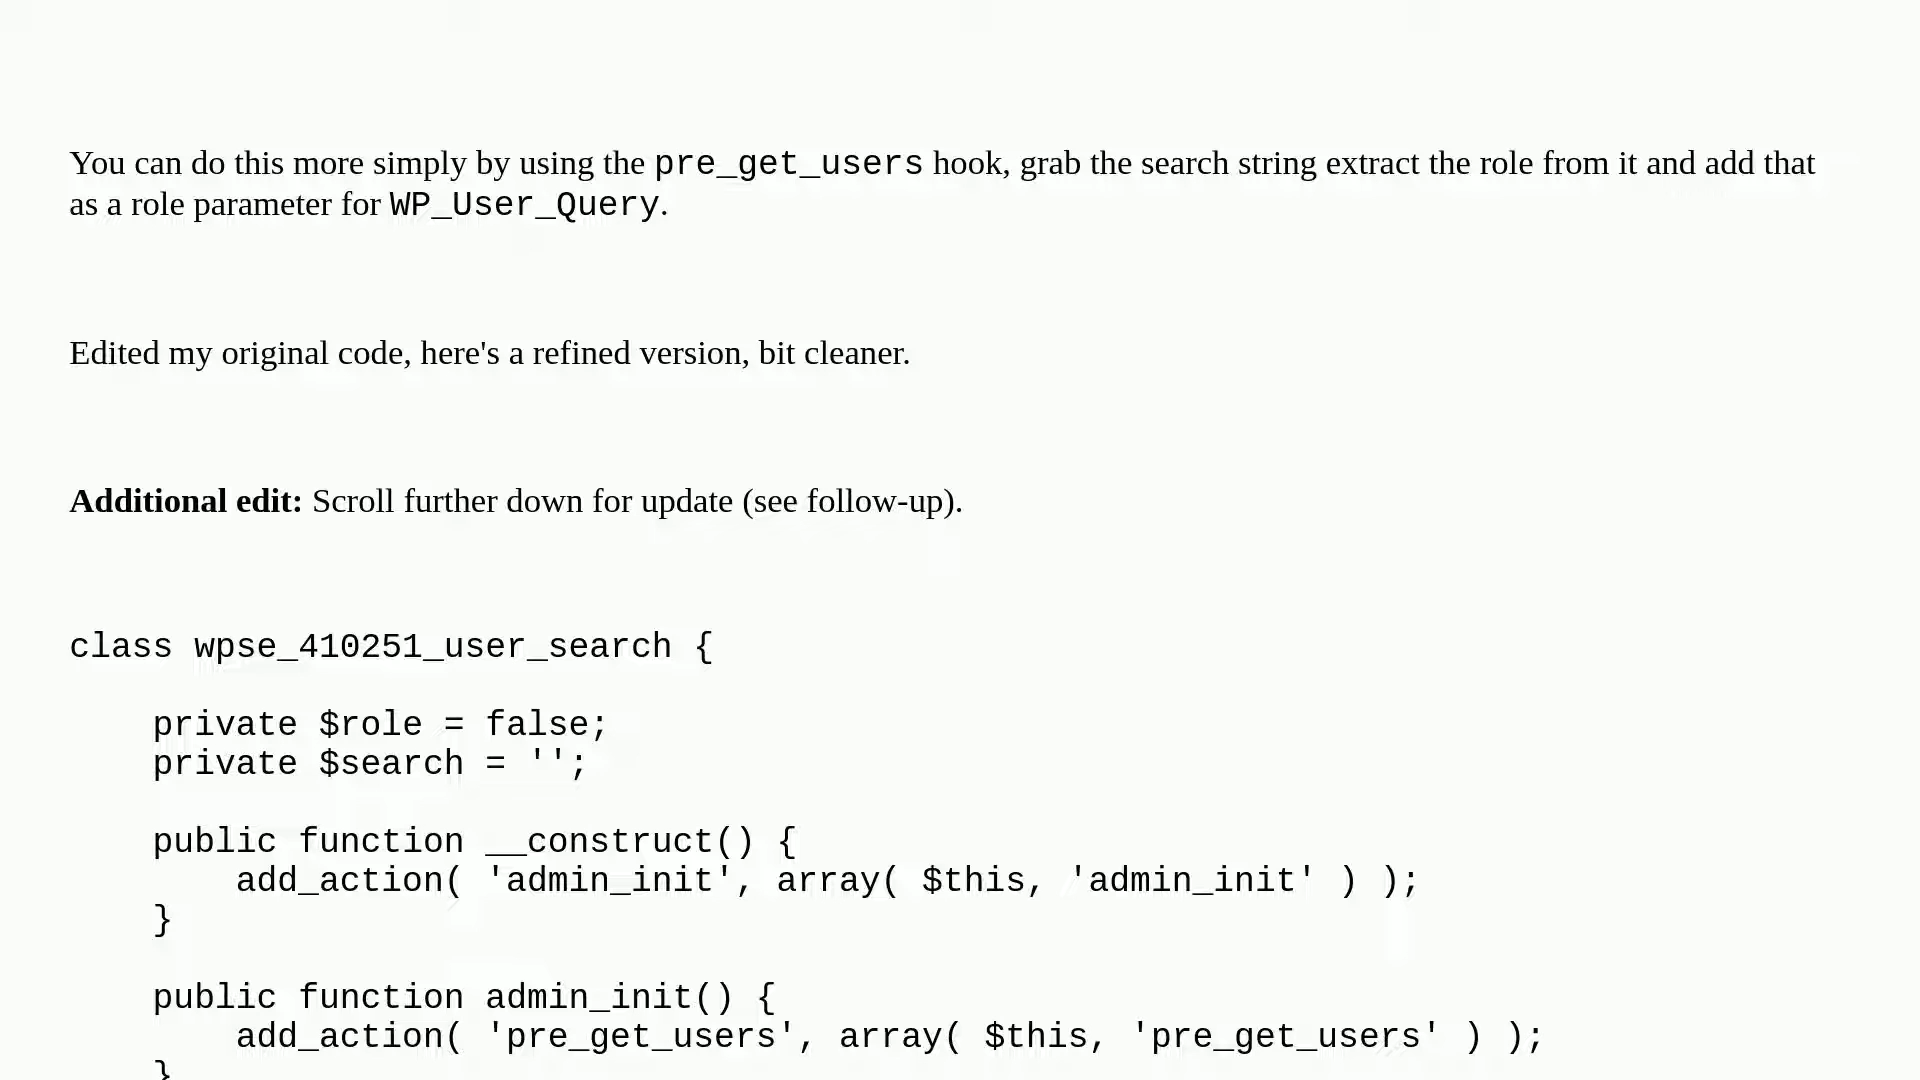 You can do this more simply by using the pre_get_users hook, grab the search string extract the role from it and add that
as a role parameter for WP_User_Query.
Edited my original code, here's a refined version, bit cleaner.
Additional edit: Scroll further down for update (see follow-up).
class wpse_410251_user_search {
    private $role = false;
    private $search = '';
    public function __construct() {
        add_action( 'admin_init', array( $this, 'admin_init' ) );
    }
    public function admin_init() {
        add_action( 'pre_get_users', array( $this, 'pre_get_users' ) );
    }